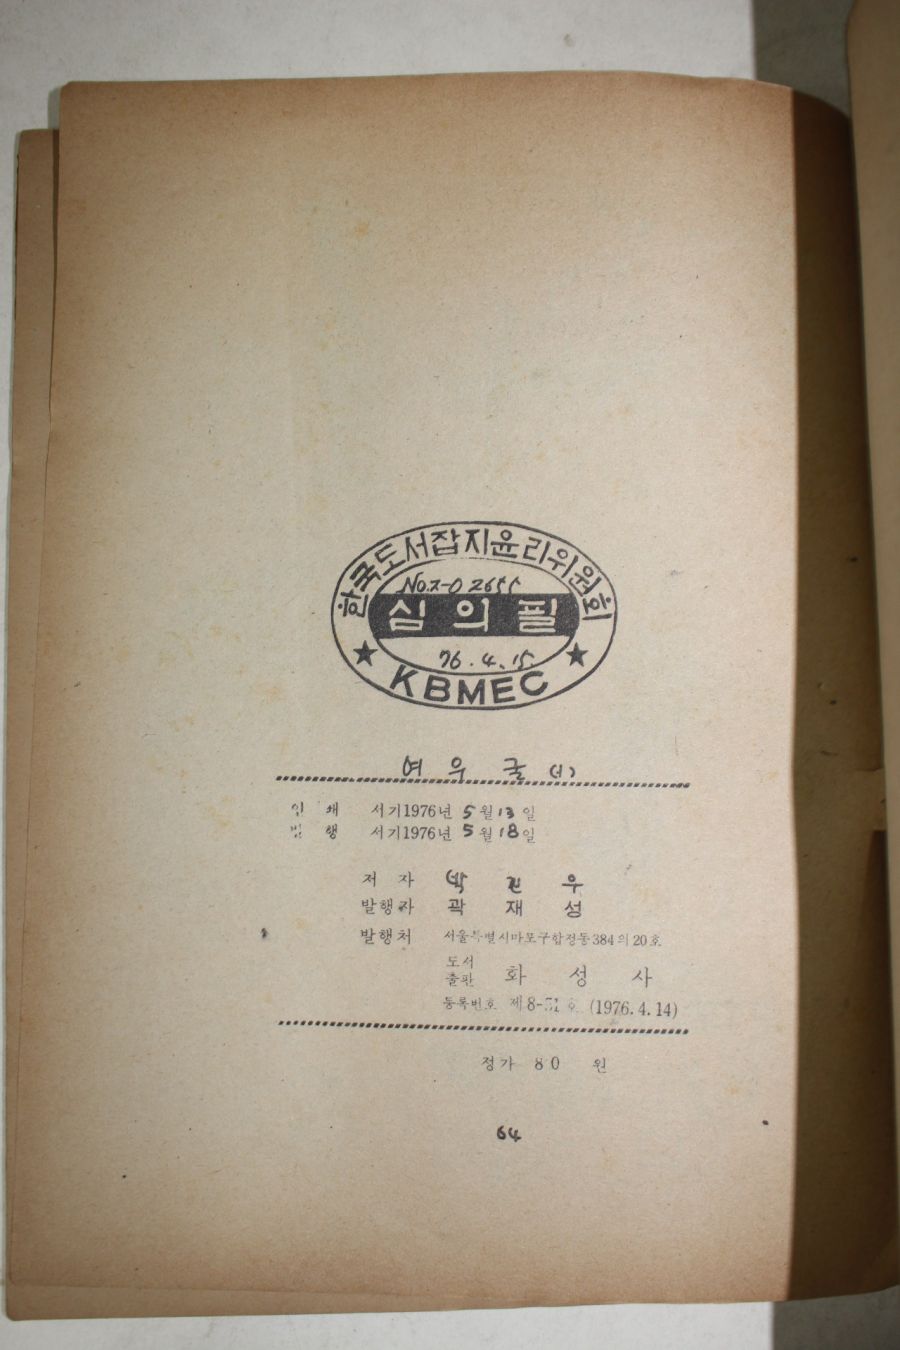 한국도서잡지윤리위원회
심의필
76.4.15
KBMEC
여우굴
인쇄 서기1976년 5월13일
발행 서기1976년 5월18일
저자 박진우
발행자 곽재성
발행처 서울특별시마포구합정동384의20호
도서출판 화성사
등록번호 제8-31호 (1976.4.14)
정가 80 원
64